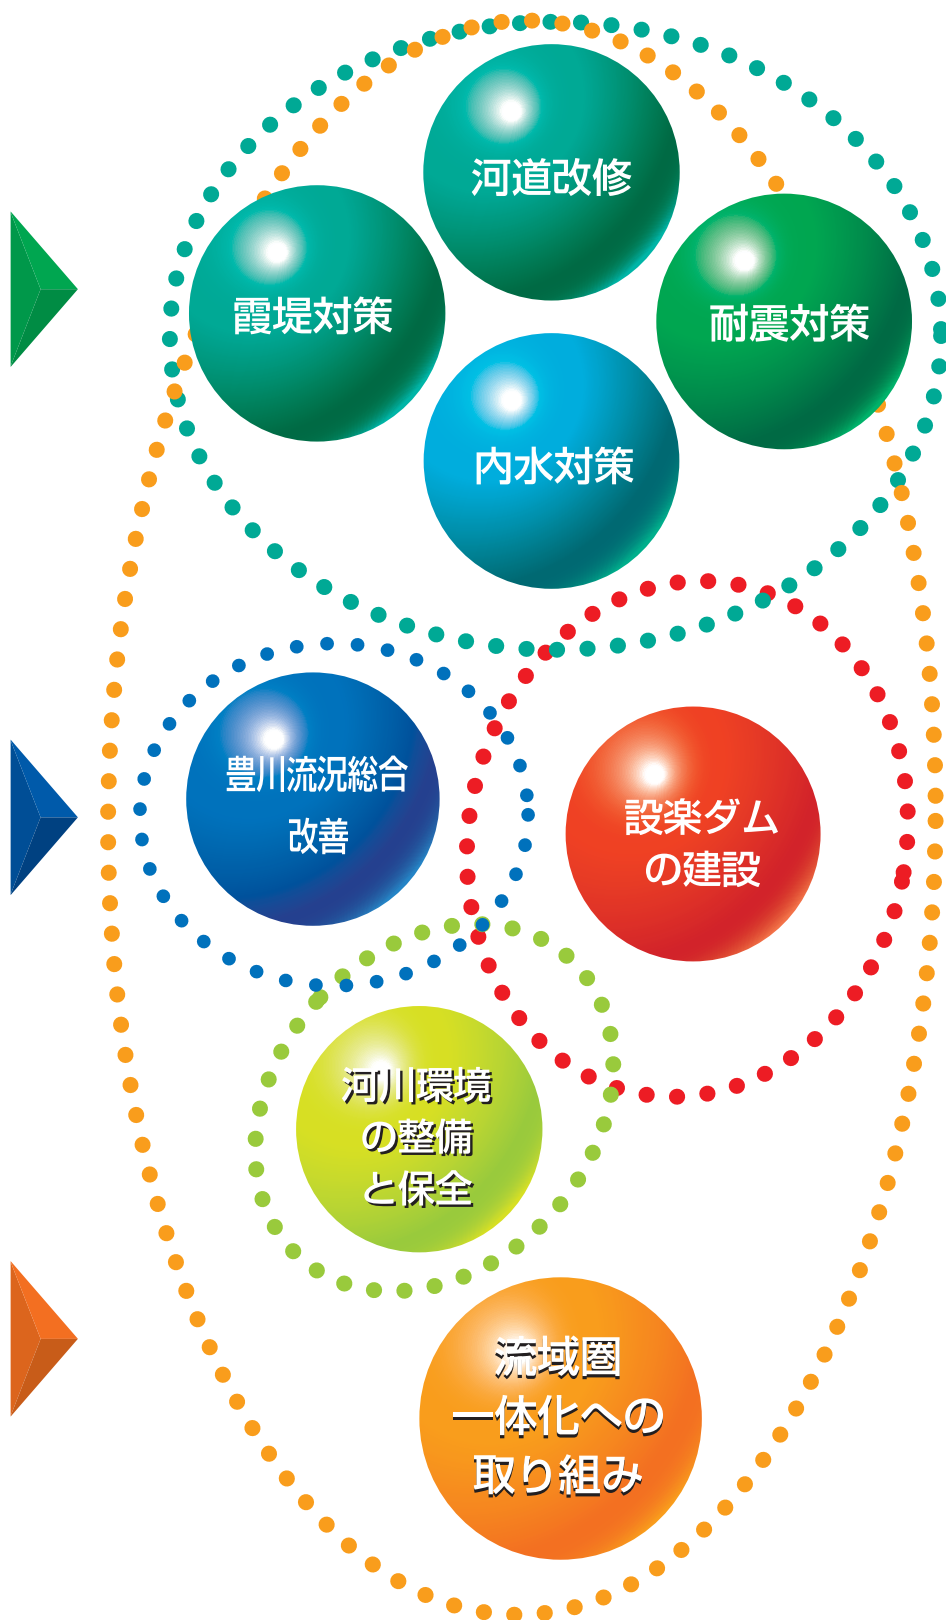 河道改修
霞堤対策
耐震対策
内水対策
豊川流況総合
改善
設楽ダム
の建設
河川環境
の整備
と保全
流域圏
一体化への
取り組み